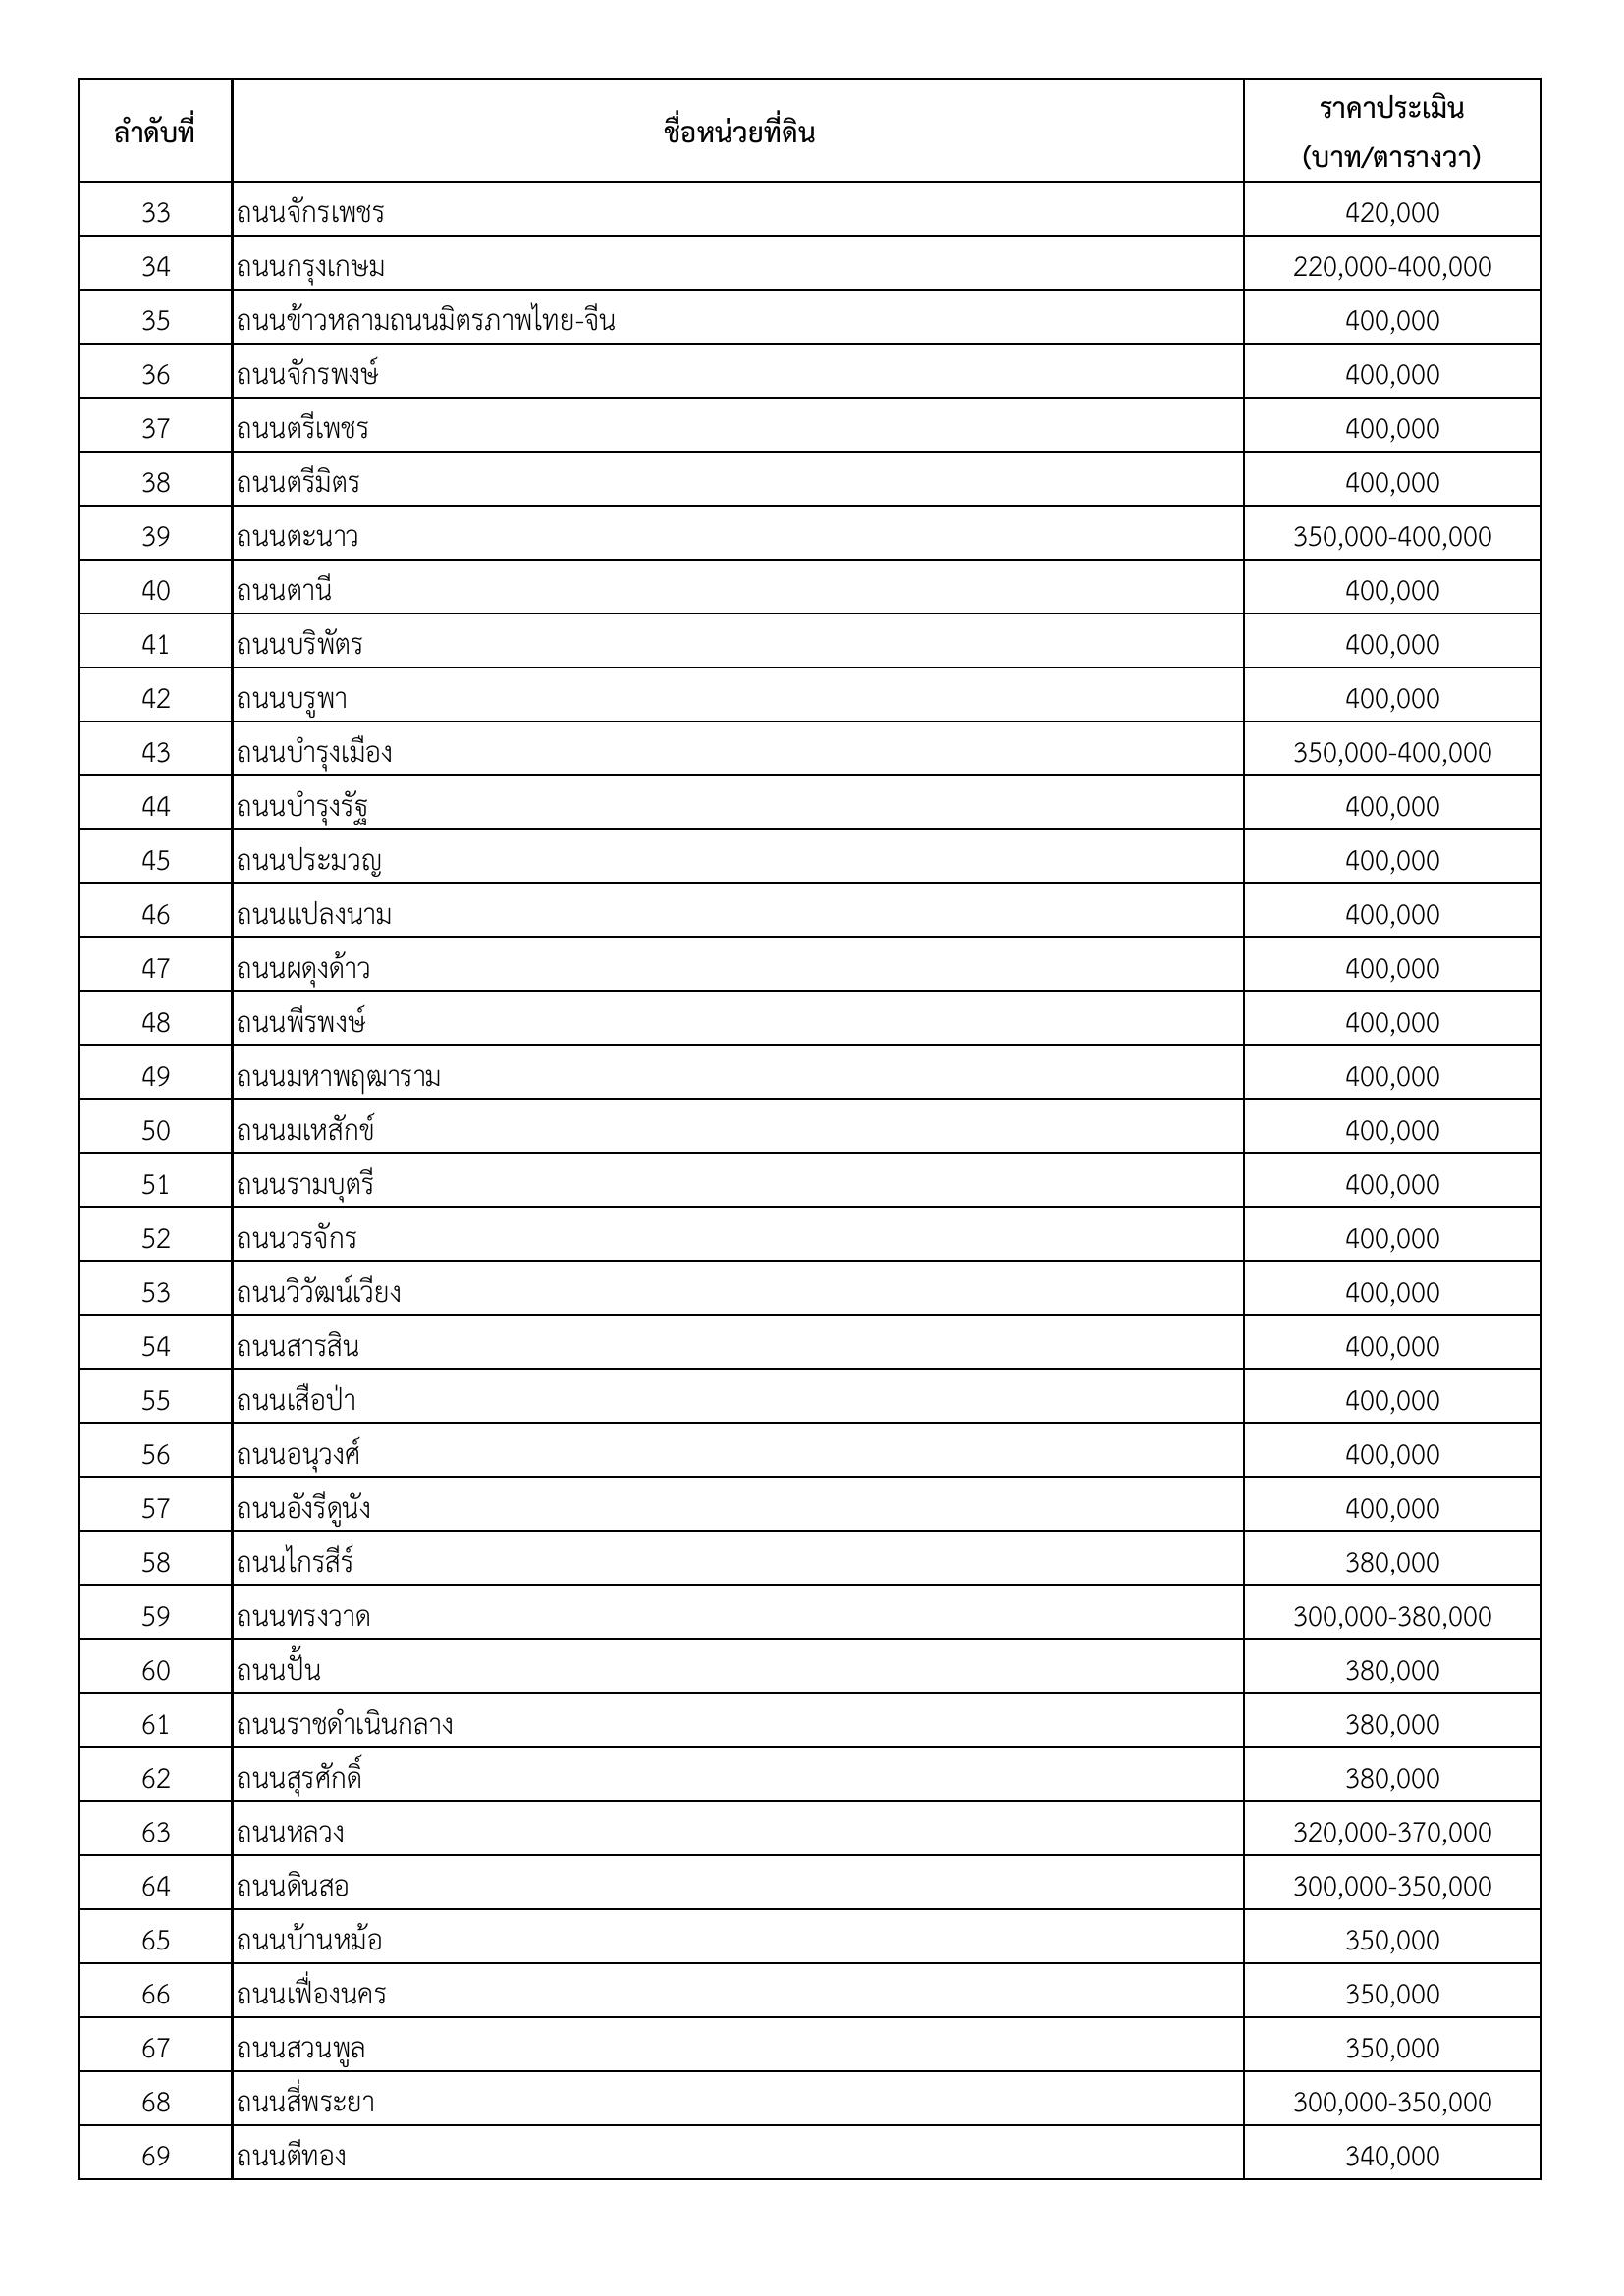 ลำดับที่ ชื่อหน่วยที่ดิน ราคาประเมิน
(บาท/ตารางวา)
33 ถนนจักรเพชร 420,000
34 ถนนกรุงเกษม 220,000-400,000
35 ถนนข้าวหลามถนนมิตรภาพไทย-จีน 400,000
36 ถนนจักรพงษ์ 400,000
37 ถนนตรีเพชร 400,000
38 ถนนตรีมิตร 400,000
39 ถนนตะนาว 350,000-400,000
40 ถนนตานี 400,000
41 ถนนบริพัตร 400,000
42 ถนนบรูพา 400,000
43 ถนนบำรุงเมือง 350,000-400,000
44 ถนนบำรุงรัฐ 400,000
45 ถนนประมวญ 400,000
46 ถนนแปลงนาม 400,000
47 ถนนผดุงด้าว 400,000
48 ถนนพีรพงษ์ 400,000
49 ถนนมหาพฤฒาราม 400,000
50 ถนนมเหสักข์ 400,000
51 ถนนรามบุตรี 400,000
52 ถนนวรจักร 400,000
53 ถนนวิวัฒน์เวียง 400,000
54 ถนนสารสิน 400,000
55 ถนนเสือป่า 400,000
56 ถนนอนุวงศ์ 400,000
57 ถนนอังรีดูนัง 400,000
58 ถนนไกรสีร์ 380,000
59 ถนนทรงวาด 300,000-380,000
60 ถนนปั้น 380,000
61 ถนนราชดำเนินกลาง 380,000
62 ถนนสุรศักดิ์ 380,000
63 ถนนหลวง 320,000-370,000
64 ถนนดินสอ 300,000-350,000
65 ถนนบ้านหม้อ 350,000
66 ถนนเฟื่องนคร 350,000
67 ถนนสวนพูล 350,000
68 ถนนสี่พระยา 300,000-350,000
69 ถนนตีทอง 340,000